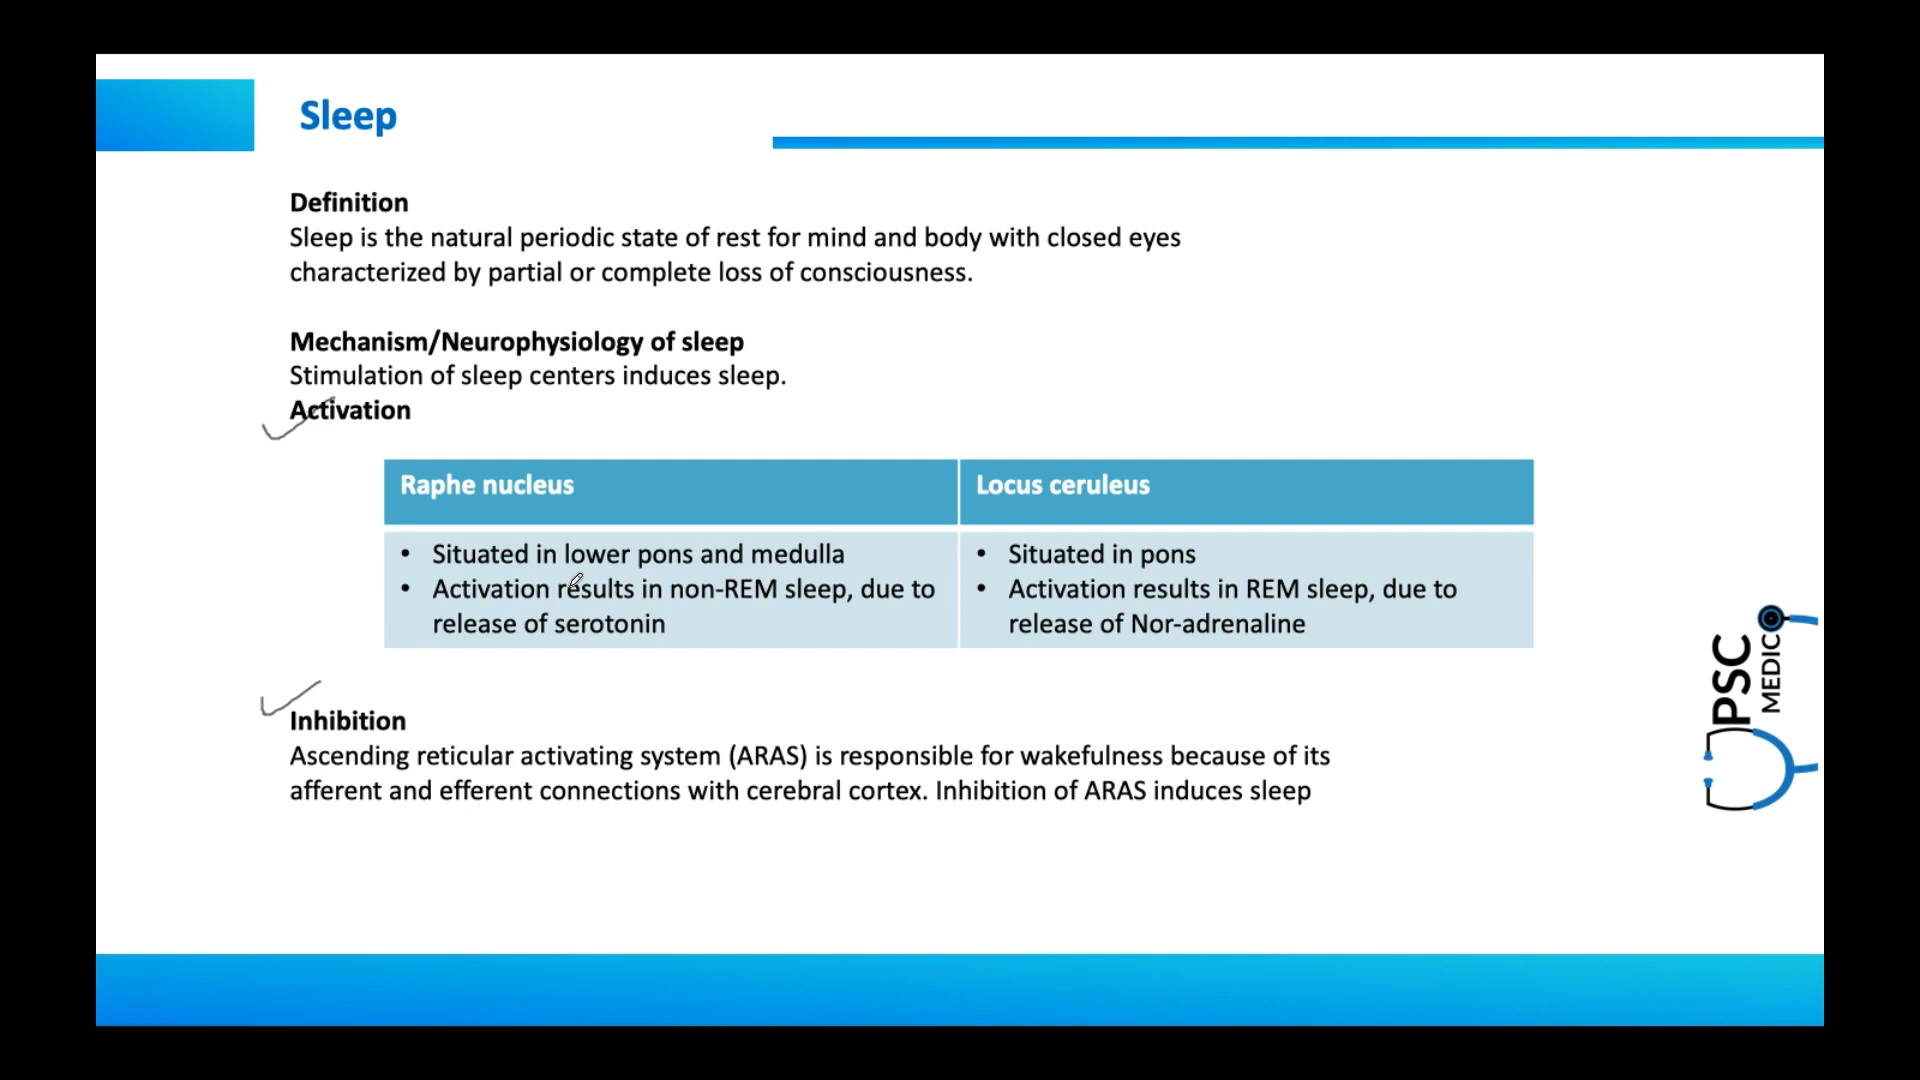 Sleep
Definition
Sleep is the natural periodic state of rest for mind and body with closed eyes
characterized by partial or complete loss of consciousness.
Mechanism/Neurophysiology of sleep
Stimulation of sleep centers induces sleep.
Activation
Raphe nucleus
• Situated in lower pons and medulla
• Activation results in non-REM sleep, due to
release of serotonin
Locus ceruleus
• Situated in pons
• Activation results in REM sleep, due to
release of Nor-adrenaline
Inhibition
Ascending reticular activating system (ARAS) is responsible for wakefulness because of its
afferent and efferent connections with cerebral cortex. Inhibition of ARAS induces sleep
PSC
MEDICO